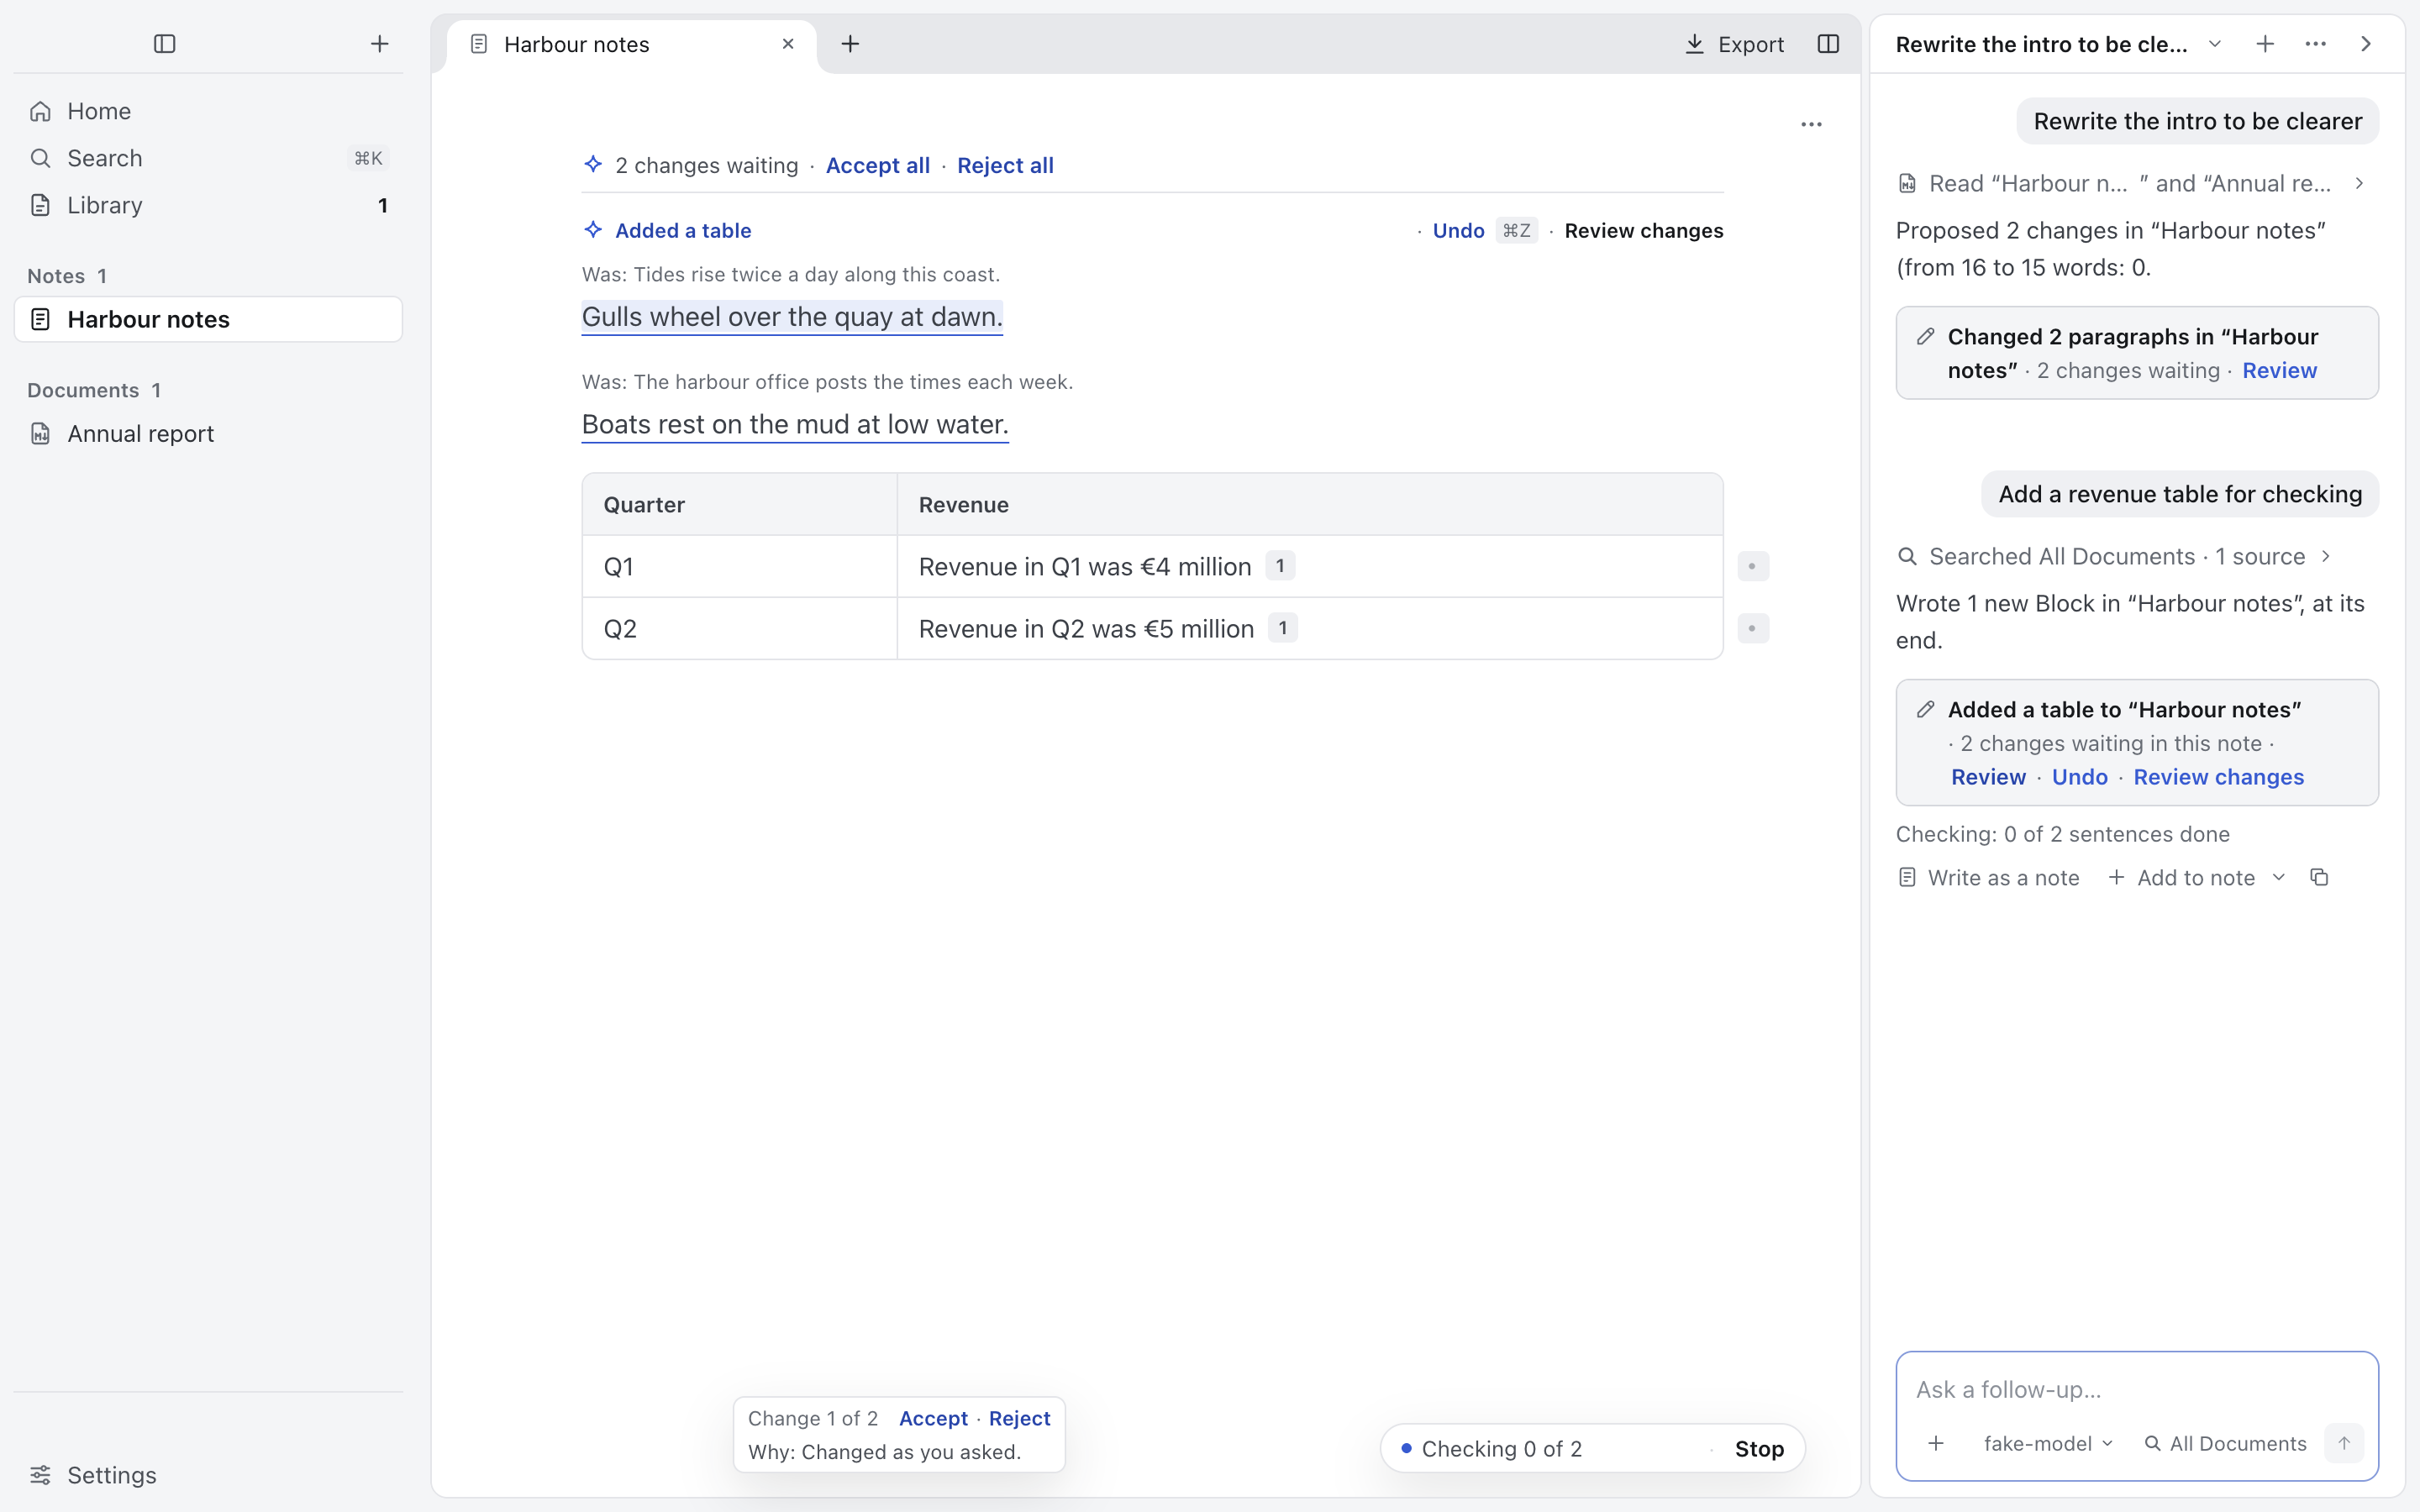 Home
Search ⌘K
Library 1
Notes 1
Harbour notes
Documents 1
Annual report
Settings
Harbour notes
Export
2 changes waiting · Accept all · Reject all
Added a table · Undo ⌘Z · Review changes
Was: Tides rise twice a day along this coast.
Gulls wheel over the quay at dawn.
Was: The harbour office posts the times each week.
Boats rest on the mud at low water.
Quarter Revenue
Q1 Revenue in Q1 was €4 million 1
Q2 Revenue in Q2 was €5 million 1
Change 1 of 2 Accept · Reject
Why: Changed as you asked.
Checking 0 of 2 · Stop
Rewrite the intro to be cle...
Rewrite the intro to be clearer
Read “Harbour n... ” and “Annual re...
Proposed 2 changes in “Harbour notes”
(from 16 to 15 words: 0.
Changed 2 paragraphs in “Harbour
notes” · 2 changes waiting · Review
Add a revenue table for checking
Searched All Documents · 1 source
Wrote 1 new Block in “Harbour notes”, at its
end.
Added a table to “Harbour notes”
· 2 changes waiting in this note ·
Review · Undo · Review changes
Checking: 0 of 2 sentences done
Write as a note Add to note
Ask a follow-up...
fake-model All Documents